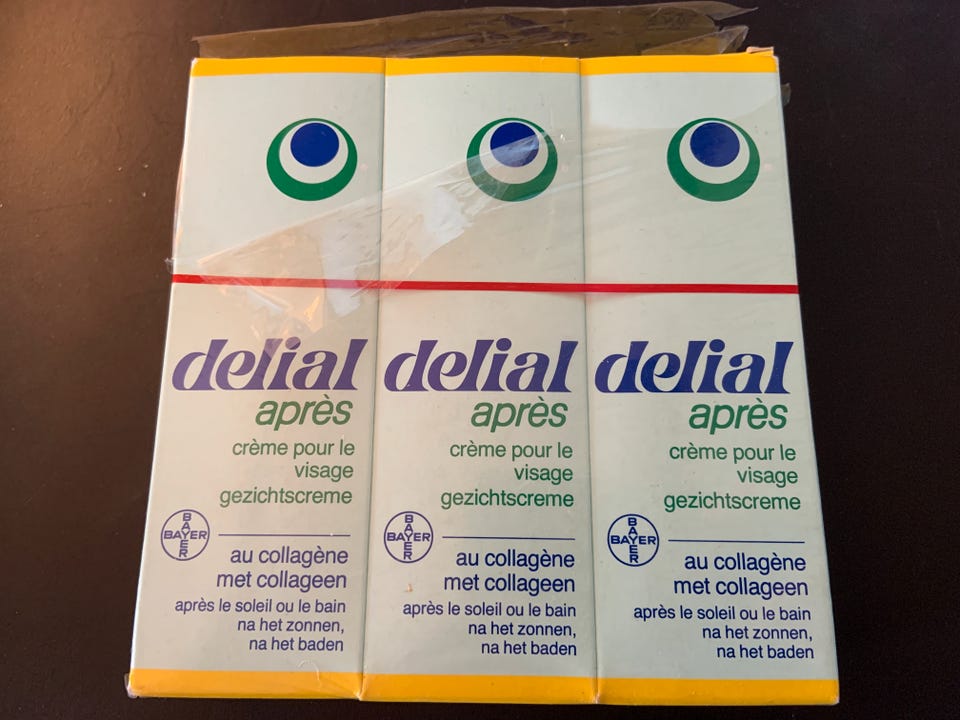 delial
après
crème pour le
visage
gezichtscreme
BAYER
BAYER
au collagène
met collageen
après le soleil ou le bain
na het zonnen,
na het baden
delial
après
crème pour le
visage
gezichtscreme
BAYER
BAYER
au collagène
met collageen
après le soleil ou le bain
na het zonnen,
na het baden
delial
après
crème pour le
visage
gezichtscreme
BAYER
BAYER
au collagène
met collageen
après le soleil ou le bain
na het zonnen,
na het baden